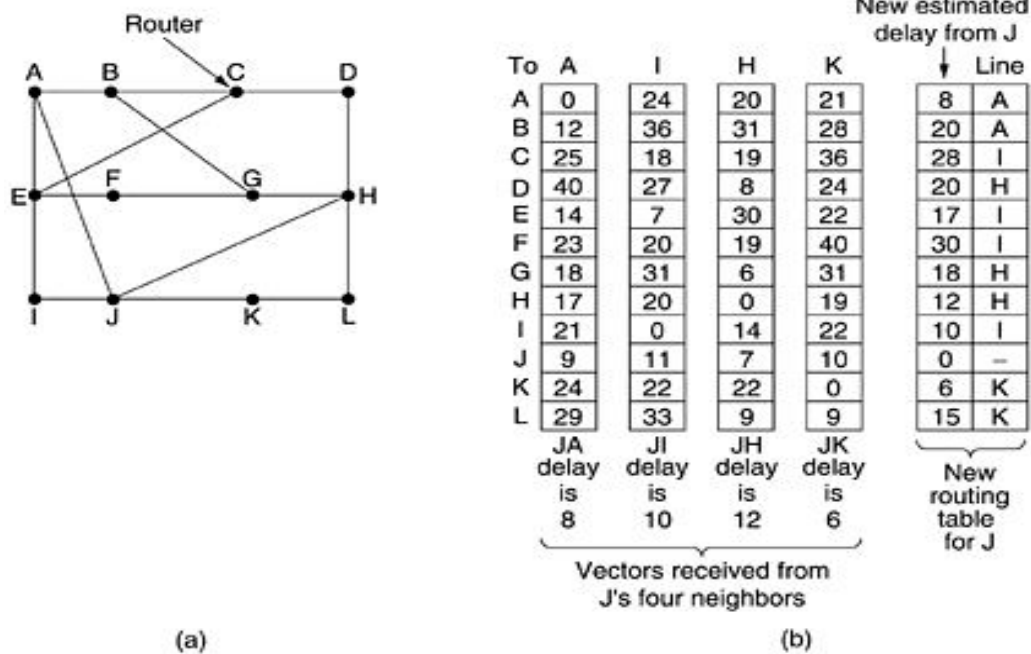 Router
A B C D
E F G H
I J K L
(a)
New estimated
delay from J
To A I H K Line
A 0 24 20 21 8 A
B 12 36 31 28 20 A
C 25 18 19 36 28 I
D 40 27 8 24 20 H
E 14 7 30 22 17 I
F 23 20 19 40 30 I
G 18 31 6 31 18 H
H 17 20 0 19 12 H
I 21 0 14 22 10 I
J 9 11 7 10 0 –
K 24 22 22 0 6 K
L 29 33 9 9 15 K
JA JI JH JK
delay delay delay delay
is is is is
8 10 12 6
New
routing
table
for J
Vectors received from
J's four neighbors
(b)